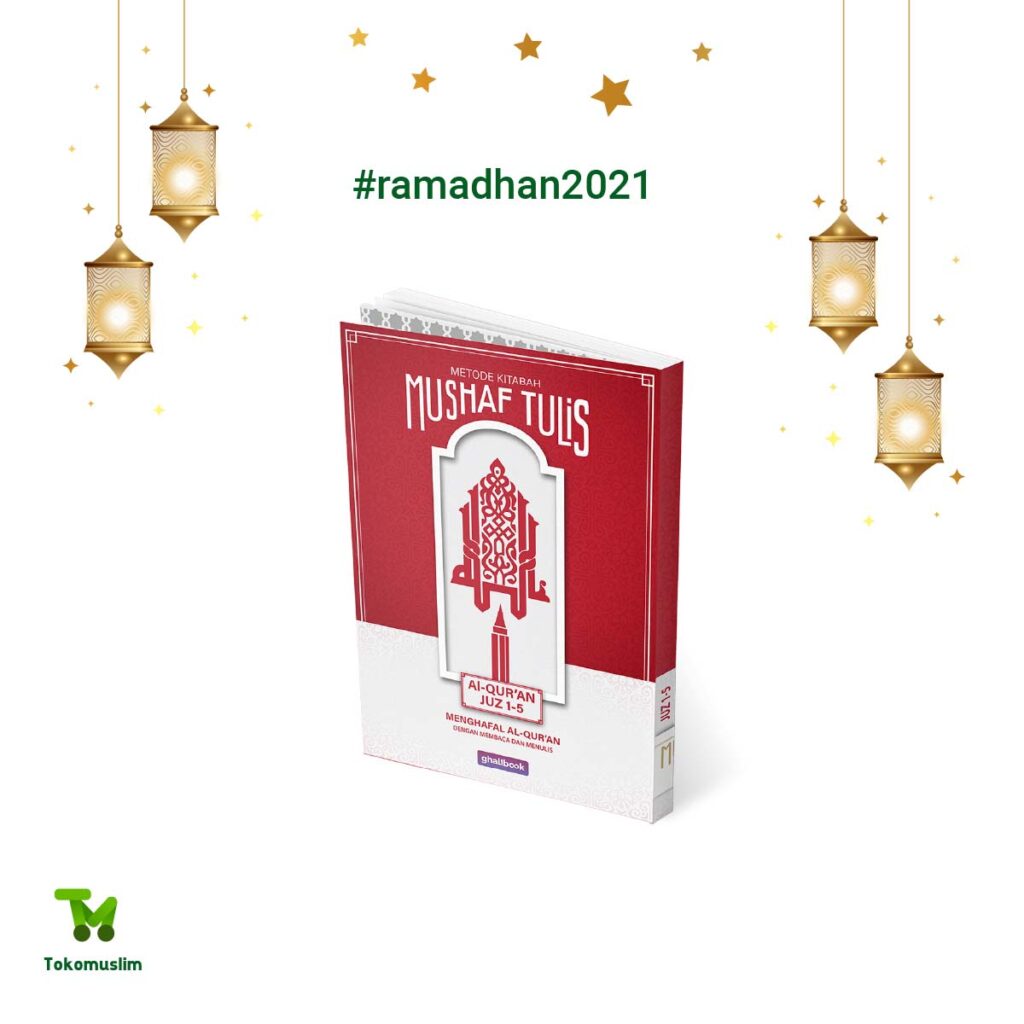 #ramadhan2021
METODE KITABAH
MUSHAF TULiS
Al-QUR'AN
JUZ 1-5
MENGHAFAL AL-QUR'AN
DENGAN MEMBACA DAN MENULIS
ghalibook
JUZ 1-5
Tokomuslim